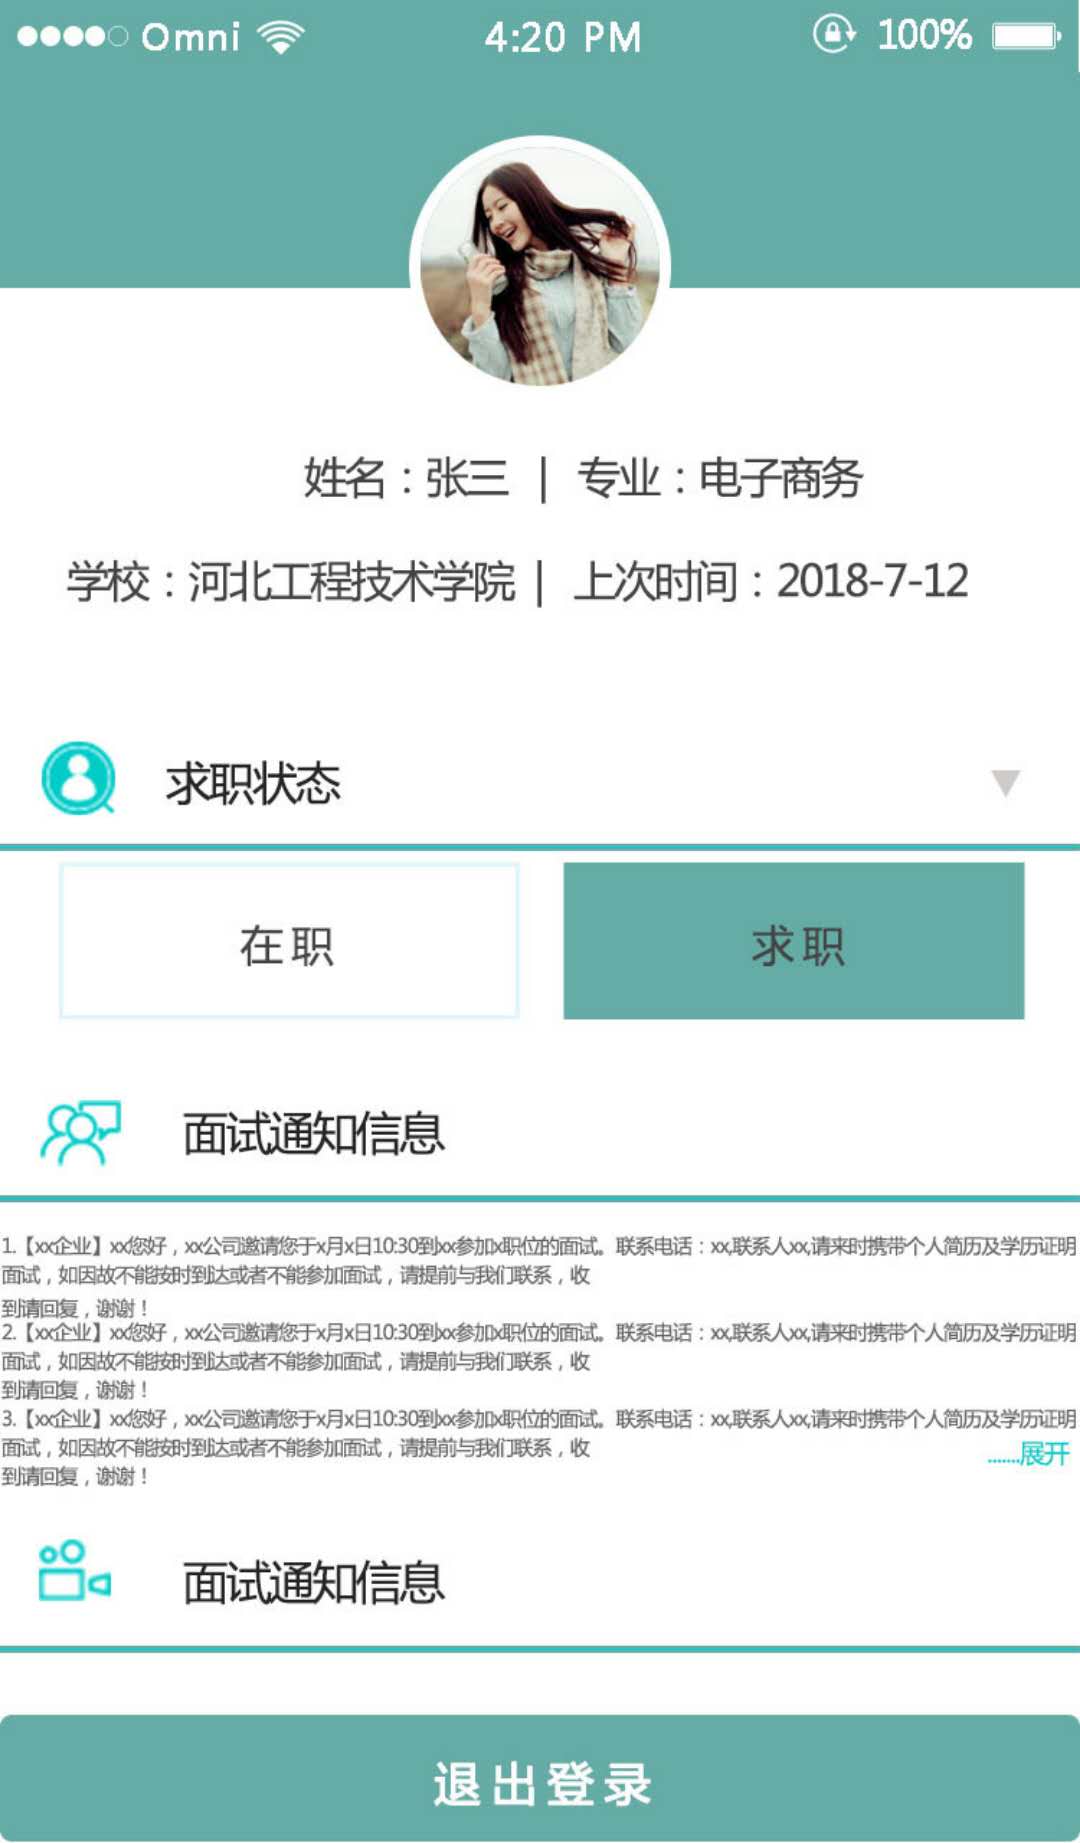 Omni 4:20 PM 100%
姓名：张三 | 专业：电子商务
学校：河北工程技术学院 | 上次时间：2018-7-12
求职状态
在职 求职
面试通知信息
1.【xx企业】xx您好，xx公司邀请您于x月x日10:30到xx参加x职位的面试。联系电话：xx,联系人xx,请来时携带个人简历及学历证明
面试，如因故不能按时到达或者不能参加面试，请提前与我们联系，收
到请回复，谢谢！
2.【xx企业】xx您好，xx公司邀请您于x月x日10:30到xx参加x职位的面试。联系电话：xx,联系人xx,请来时携带个人简历及学历证明
面试，如因故不能按时到达或者不能参加面试，请提前与我们联系，收
到请回复，谢谢！
3.【xx企业】xx您好，xx公司邀请您于x月x日10:30到xx参加x职位的面试。联系电话：xx,联系人xx,请来时携带个人简历及学历证明
面试，如因故不能按时到达或者不能参加面试，请提前与我们联系，收
.......展开
到请回复，谢谢！
面试通知信息
退出登录